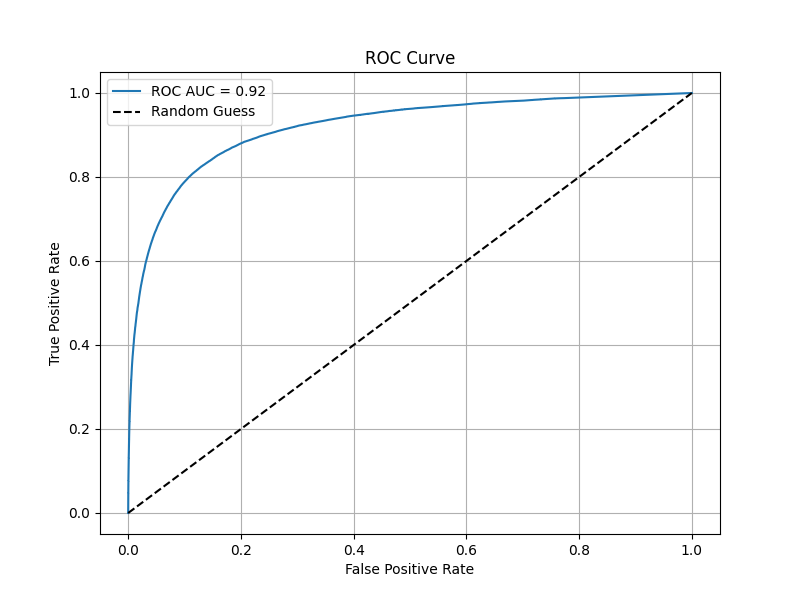 ROC Curve
ROC AUC = 0.92
Random Guess
True Positive Rate
1.0
0.8
0.6
0.4
0.2
0.0
0.0 0.2 0.4 0.6 0.8 1.0
False Positive Rate